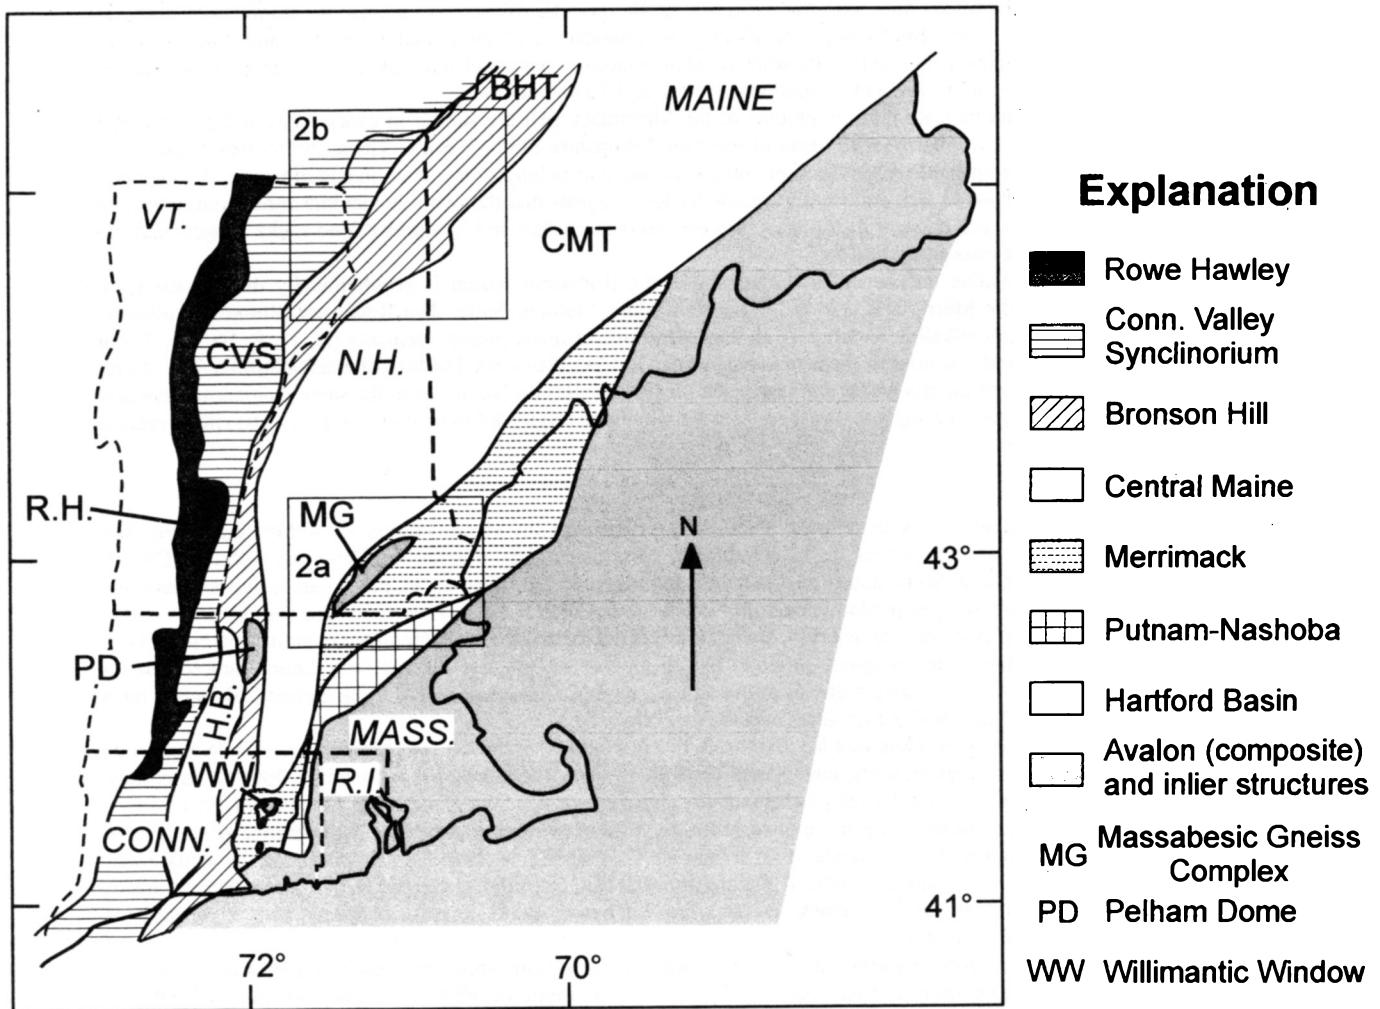 BHT
MAINE
2b
VT.
CMT
CVS
N.H.
R.H.
MG
2a
N
43°
PD
H.B.
MASS.
WW
R.I.
CONN.
41°
72°
70°
Explanation
Rowe Hawley
Conn. Valley
Synclinorium
Bronson Hill
Central Maine
Merrimack
Putnam-Nashoba
Hartford Basin
Avalon (composite)
and inlier structures
MG Massabesic Gneiss
Complex
PD Pelham Dome
WW Willimantic Window